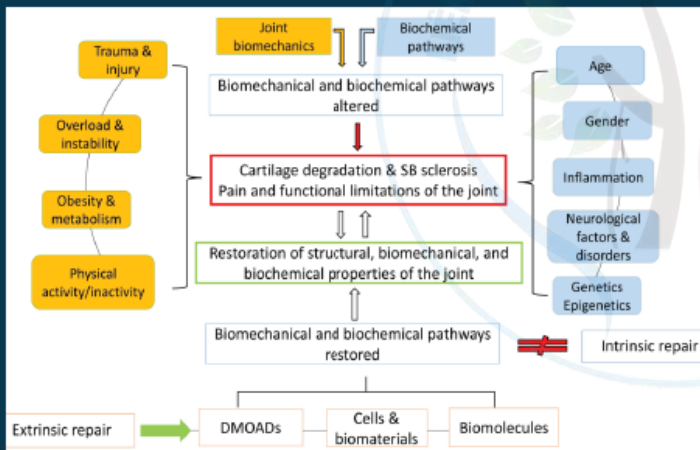 Joint
biomechanics
Biochemical
pathways
Trauma &
injury
Overload &
instability
Obesity &
metabolism
Physical
activity/inactivity
Biomechanical and biochemical pathways
altered
Cartilage degradation & SB sclerosis
Pain and functional limitations of the joint
Restoration of structural, biomechanical, and
biochemical properties of the joint
Biomechanical and biochemical pathways
restored
Age
Gender
Inflammation
Neurological
factors &
disorders
Genetics
Epigenetics
Intrinsic repair
Extrinsic repair
DMOADs
Cells &
biomaterials
Biomolecules